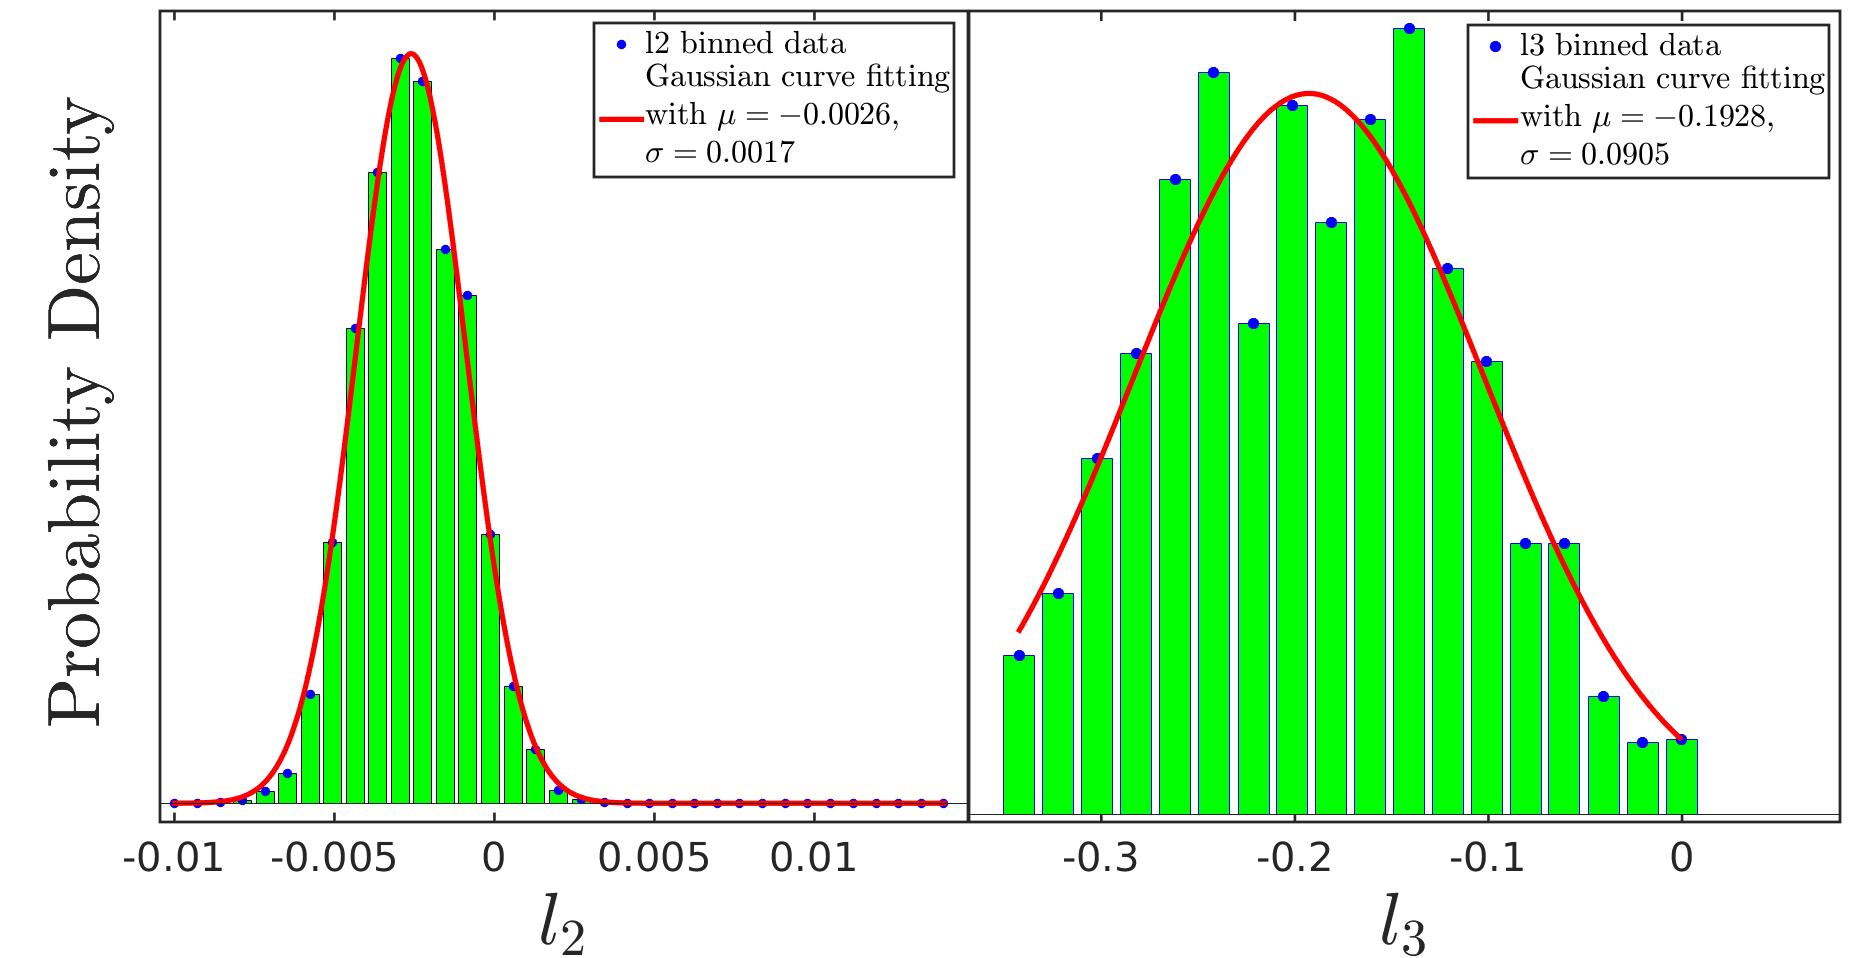 Probability Density
l2 binned data
Gaussian curve fitting
with μ = −0.0026,
σ = 0.0017
-0.01 -0.005 0 0.005 0.01
l2
l3 binned data
Gaussian curve fitting
with μ = −0.1928,
σ = 0.0905
-0.3 -0.2 -0.1 0
l3